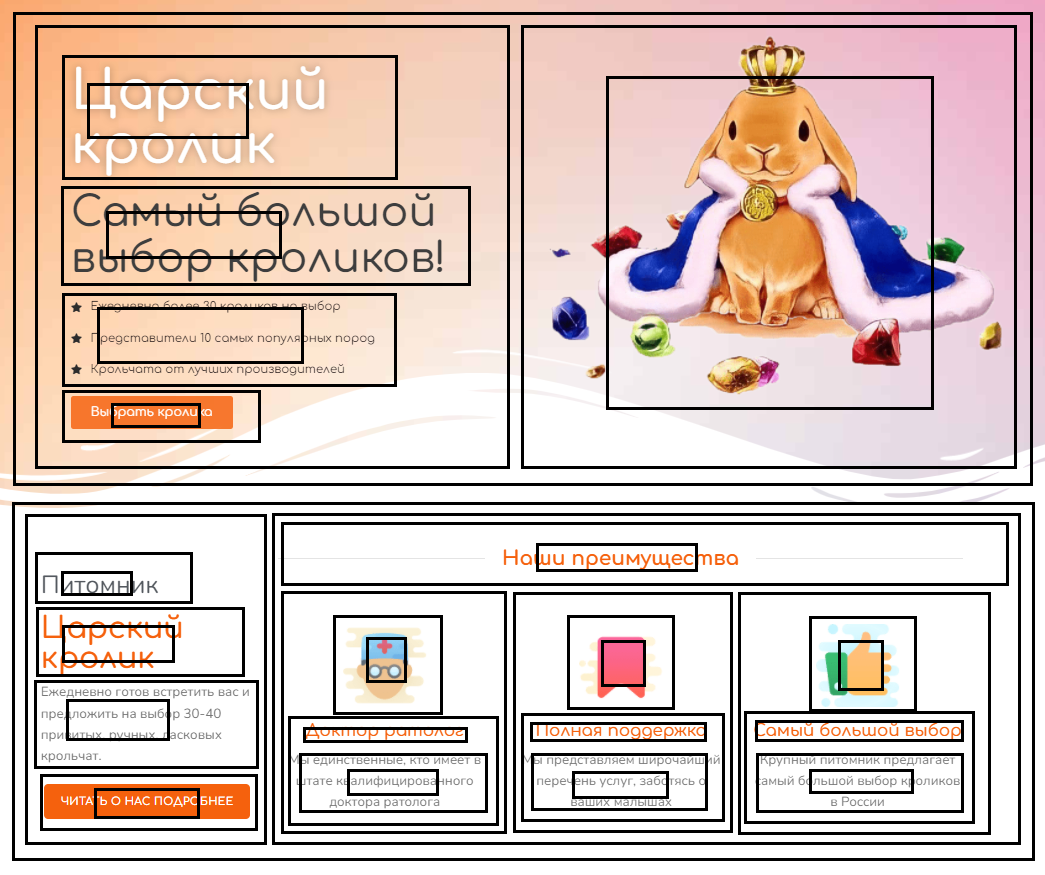 Царский
кролик
Самый большой
выбор кроликов!
Ежедневно более 30 кроликов на выбор
Представители 10 самых популярных пород
Крольчата от лучших производителей
Выбрать кролика
Питомник
Царский
кролик
Ежедневно готов встретить вас и
предложить на выбор 30-40
привитых, ручных, ласковых
крольчат.
ЧИТАТЬ О НАС ПОДРОБНЕЕ
Наши преимущества
Доктор ратолог
Мы единственные, кто имеет в
штате квалифицированного
доктора ратолога
Полная поддержка
Мы представляем широчайший
перечень услуг, заботясь о
ваших малышах
Самый большой выбор
Крупный питомник предлагает
самый большой выбор кроликов
в России